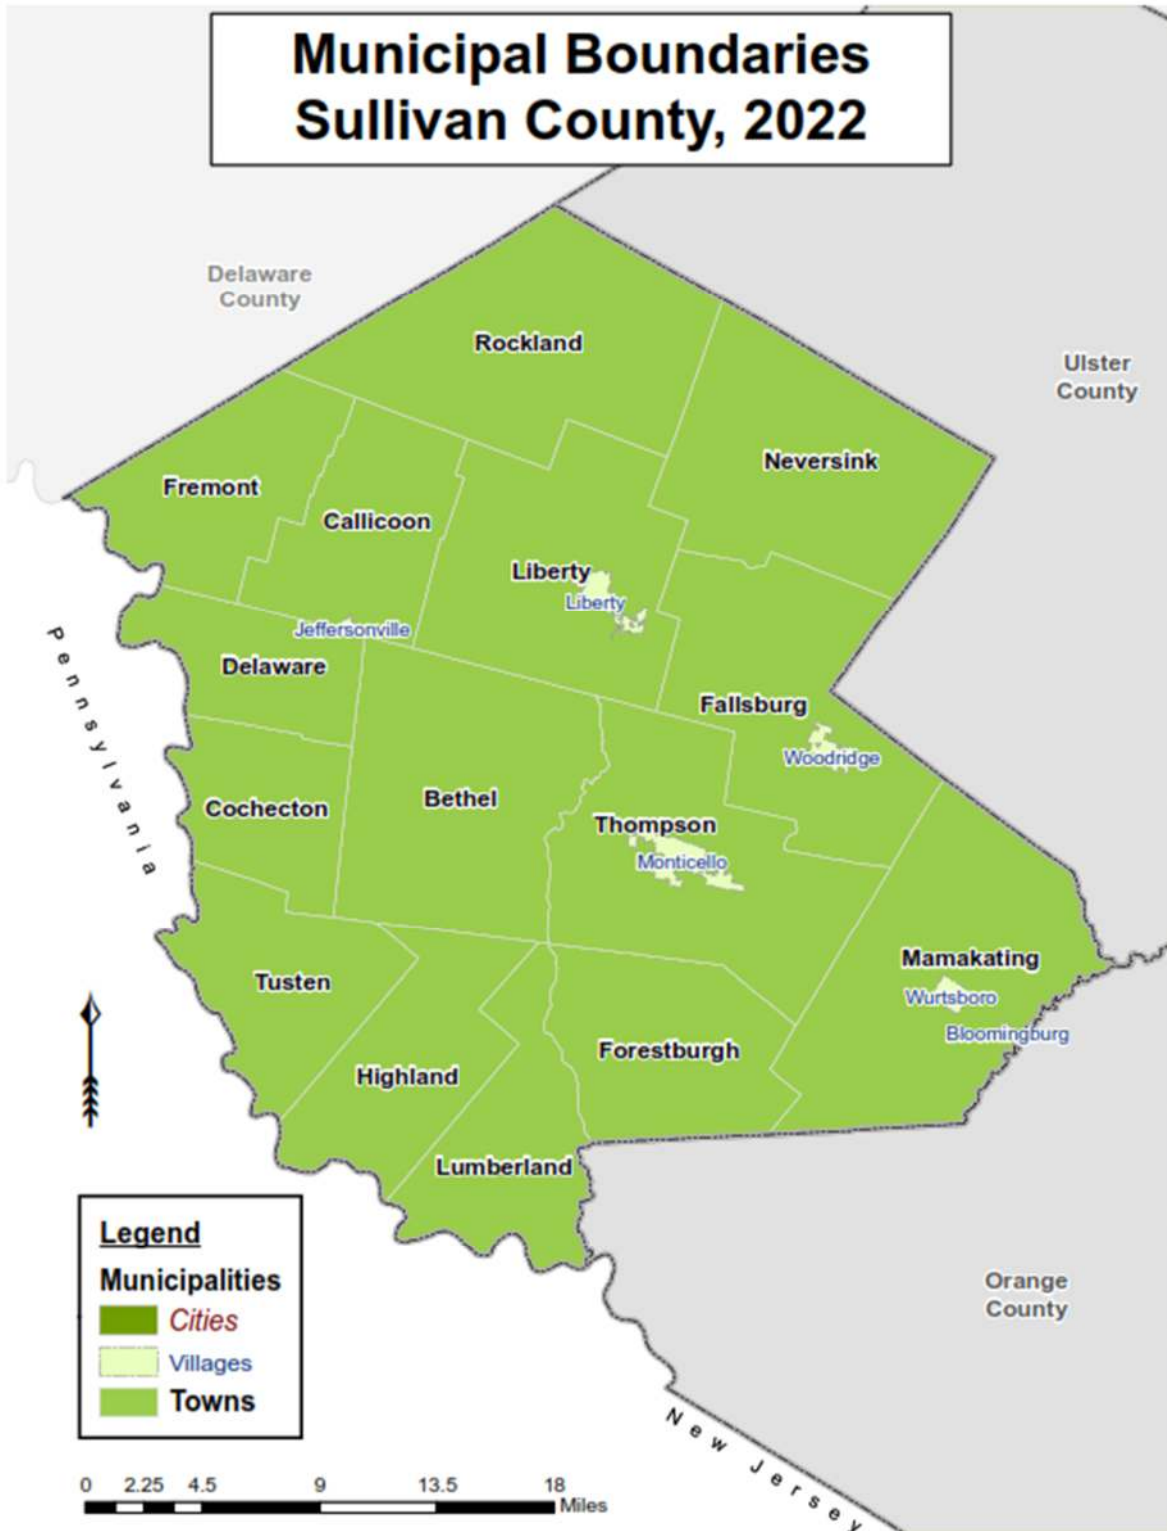 Municipal Boundaries
Sullivan County, 2022
Delaware
County
Rockland
Ulster
County
Neversink
Fremont
Callicoon
Liberty
Liberty
Jeffersonville
Delaware
Pennsylvania
Fallsburg
Woodridge
Bethel
Cochecton
Thompson
Monticello
Mamakating
Wurtsboro
Bloomingburg
Tusten
Forestburgh
Highland
Lumberland
Orange
County
Legend
Municipalities
Cities
Villages
Towns
New Jersey
0 2.25 4.5 9 13.5 18
Miles